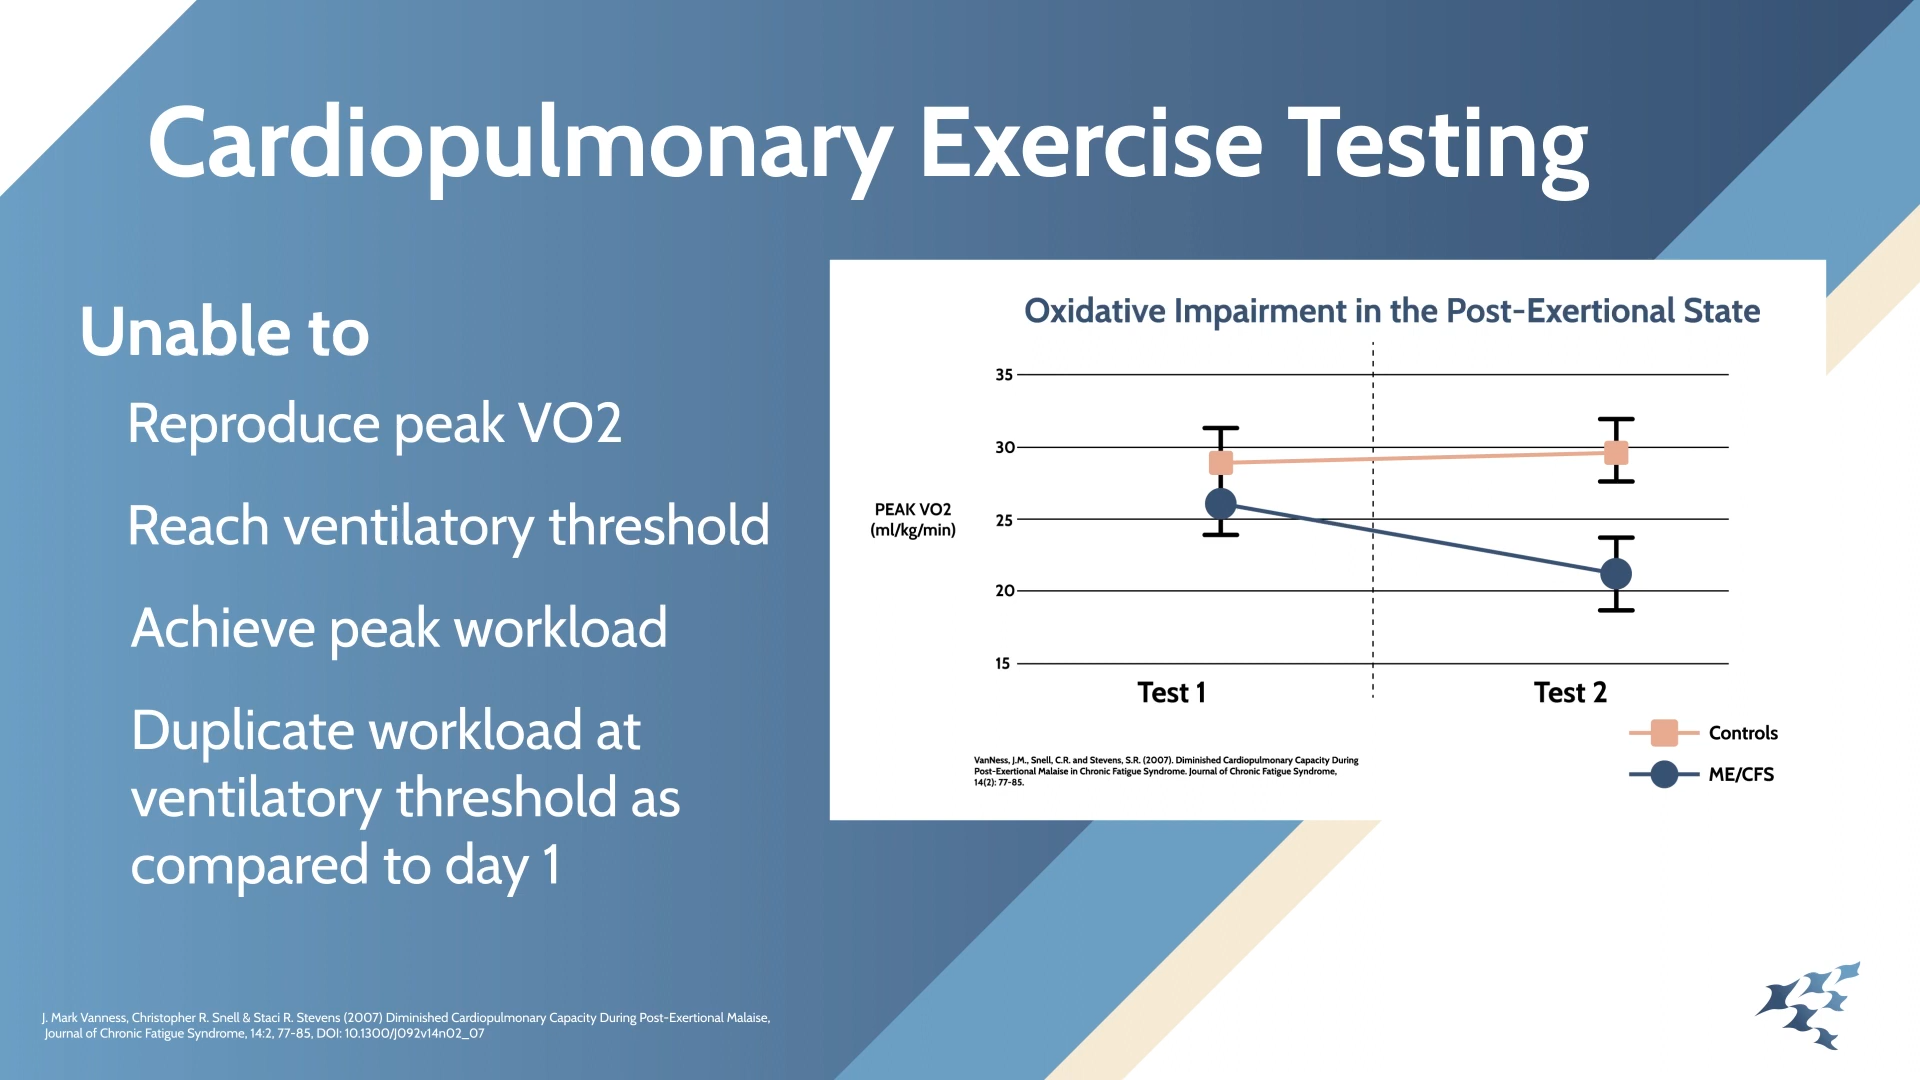 Cardiopulmonary Exercise Testing
Unable to
Reproduce peak VO2
Reach ventilatory threshold
Achieve peak workload
Duplicate workload at
ventilatory threshold as
compared to day 1
Oxidative Impairment in the Post-Exertional State
35
30
25
20
15
PEAK VO2
(ml/kg/min)
Test 1
Test 2
Controls
ME/CFS
VanNess, J.M., Snell, C.R. and Stevens, S.R. (2007). Diminished Cardiopulmonary Capacity During
Post-Exertional Malaise in Chronic Fatigue Syndrome. Journal of Chronic Fatigue Syndrome,
14(2): 77-85.
J. Mark Vanness, Christopher R. Snell & Staci R. Stevens (2007) Diminished Cardiopulmonary Capacity During Post-Exertional Malaise,
Journal of Chronic Fatigue Syndrome, 14:2, 77-85, DOI: 10.1300/J092v14n02_07